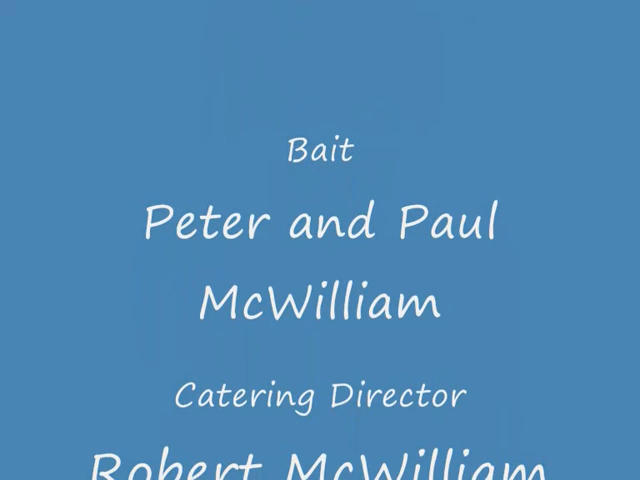 Bait
Peter and Paul
McWilliam
Catering Director
Robert McWilliam